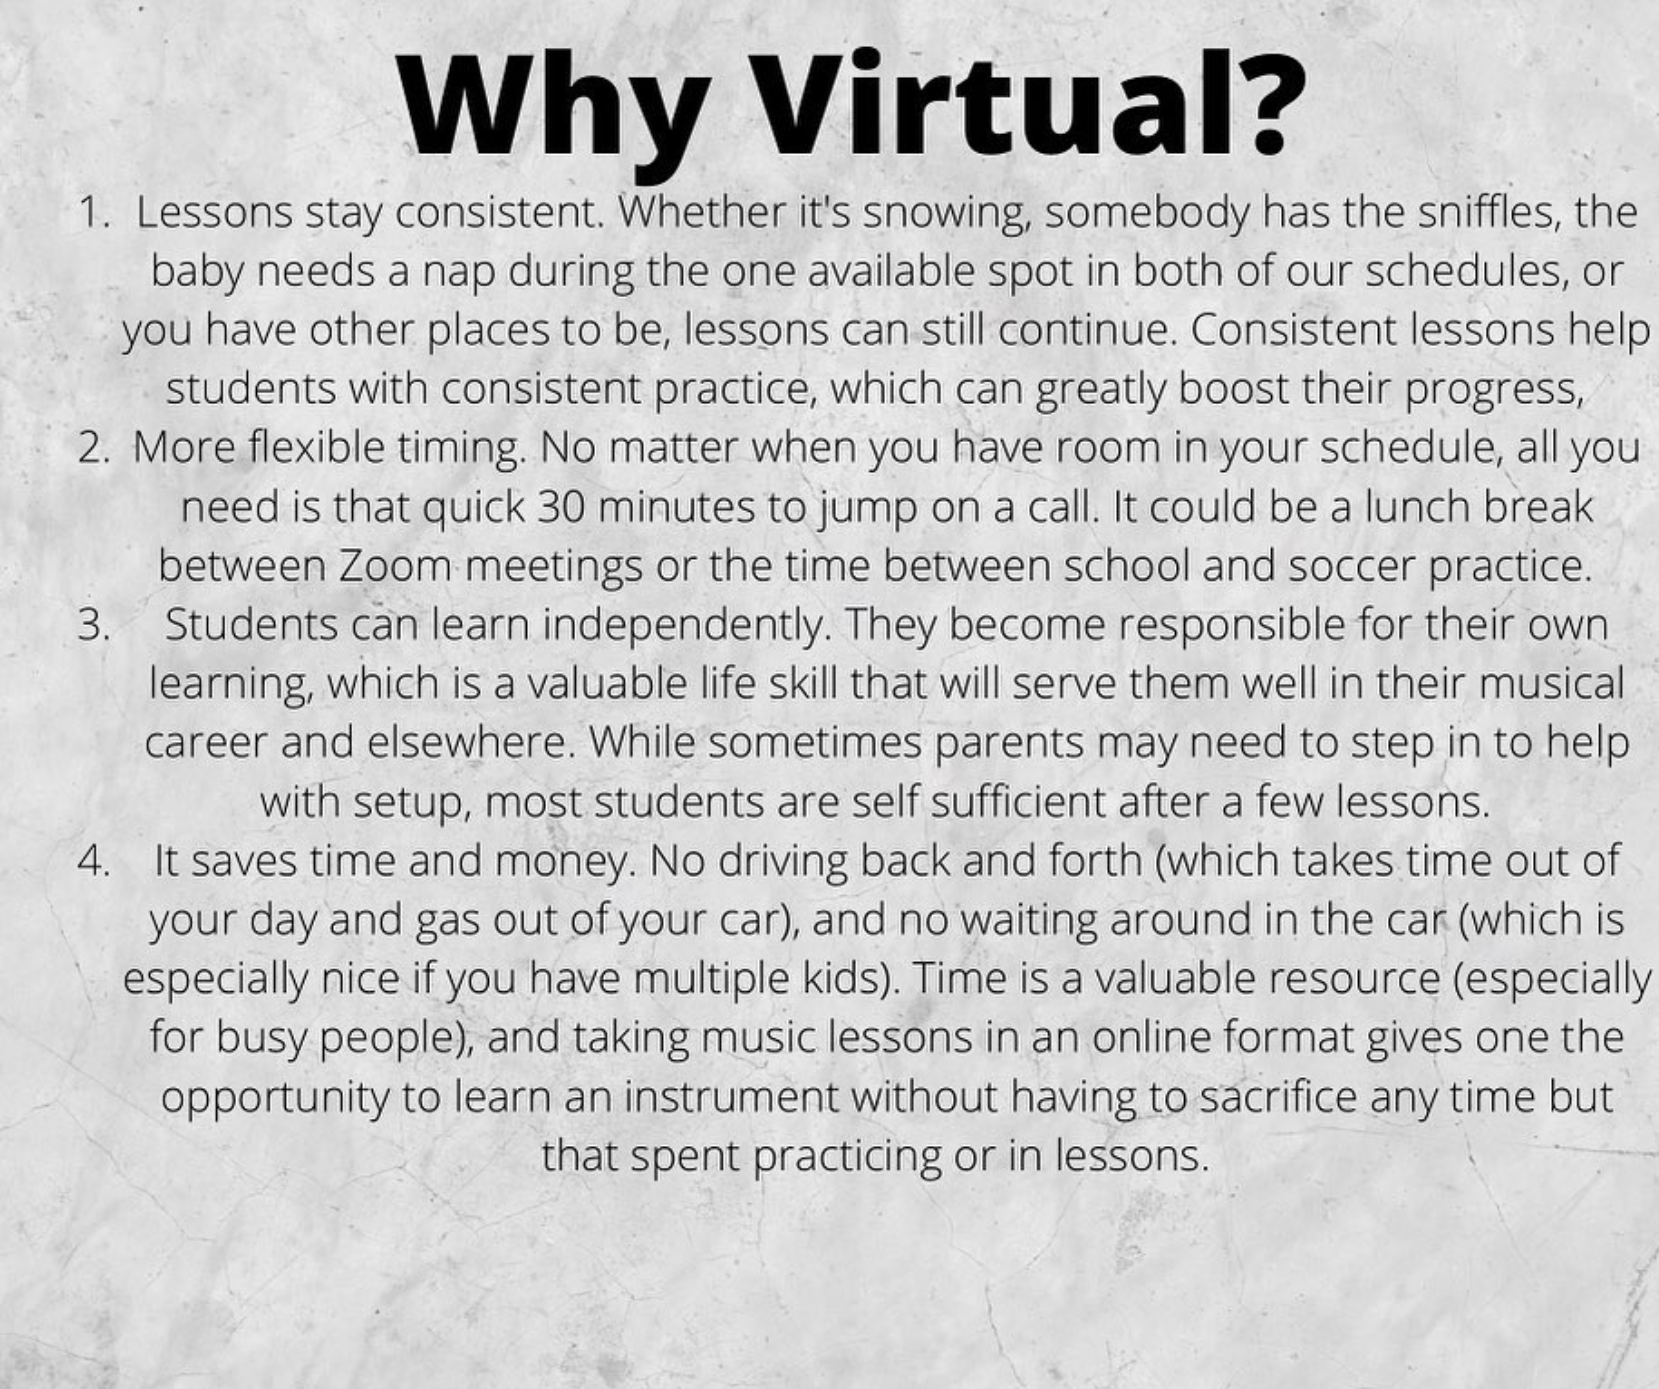 Why Virtual?
1. Lessons stay consistent. Whether it's snowing, somebody has the sniffles, the
baby needs a nap during the one available spot in both of our schedules, or
you have other places to be, lessons can still continue. Consistent lessons help
students with consistent practice, which can greatly boost their progress,
2. More flexible timing. No matter when you have room in your schedule, all you
need is that quick 30 minutes to jump on a call. It could be a lunch break
between Zoom meetings or the time between school and soccer practice.
3. Students can learn independently. They become responsible for their own
learning, which is a valuable life skill that will serve them well in their musical
career and elsewhere. While sometimes parents may need to step in to help
with setup, most students are self sufficient after a few lessons.
4. It saves time and money. No driving back and forth (which takes time out of
your day and gas out of your car), and no waiting around in the car (which is
especially nice if you have multiple kids). Time is a valuable resource (especially
for busy people), and taking music lessons in an online format gives one the
opportunity to learn an instrument without having to sacrifice any time but
that spent practicing or in lessons.